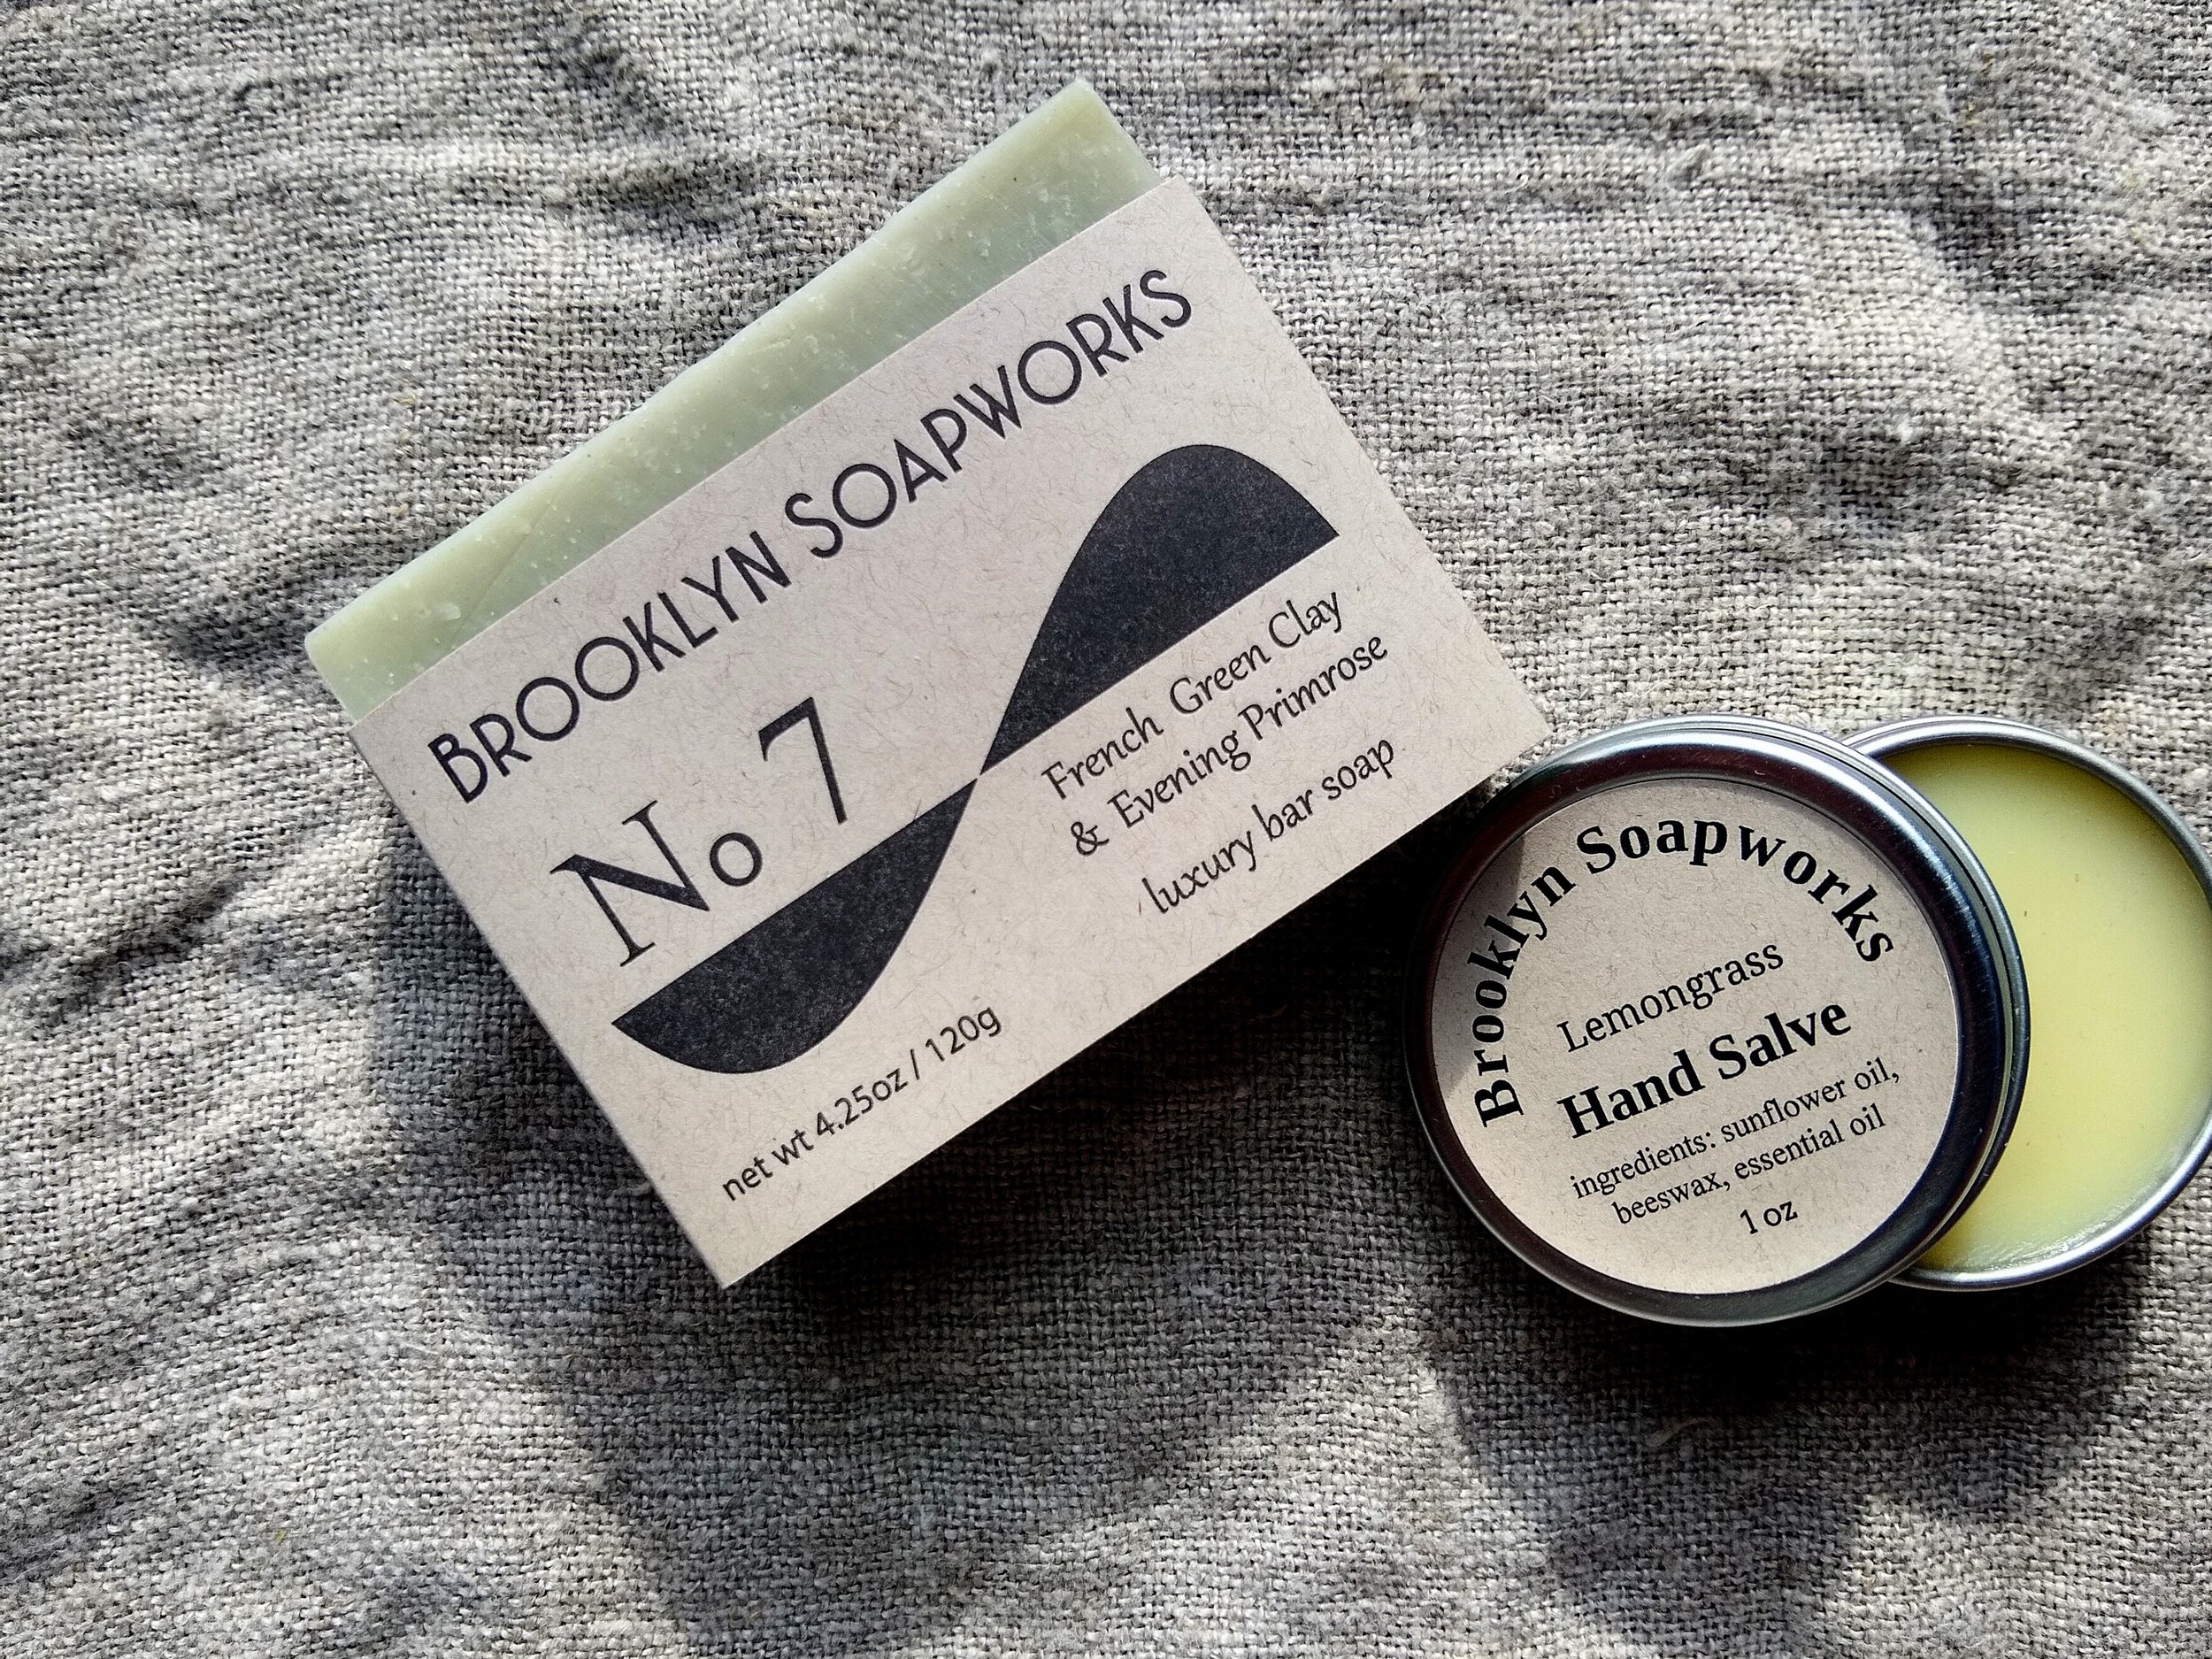 BROOKLYN SOAPWORKS
No 7
French Green Clay
& Evening Primrose
luxury bar soap
net wt 4.25oz / 120g
Brooklyn Soapworks
Lemongrass
Hand Salve
ingredients: sunflower oil,
beeswax, essential oil
1 oz